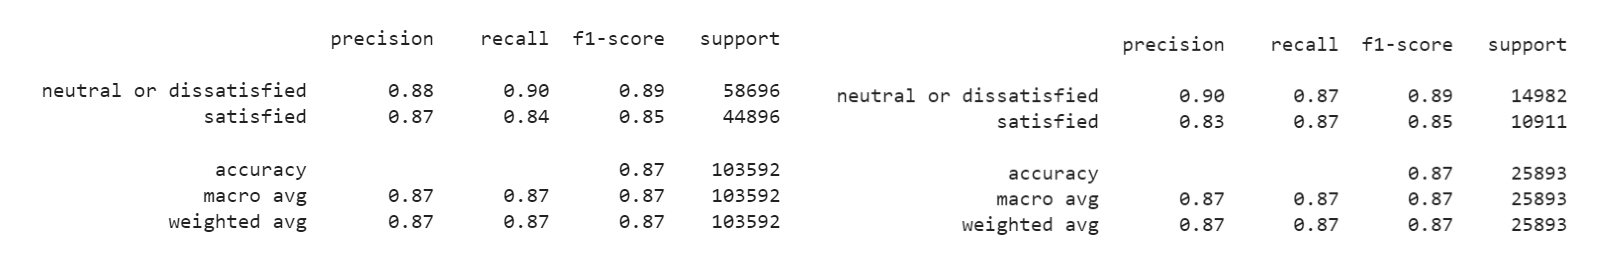 precision recall f1-score support
neutral or dissatisfied 0.88 0.90 0.89 58696
satisfied 0.87 0.84 0.85 44896
accuracy 0.87 103592
macro avg 0.87 0.87 0.87 103592
weighted avg 0.87 0.87 0.87 103592
precision recall f1-score support
neutral or dissatisfied 0.90 0.87 0.89 14982
satisfied 0.83 0.87 0.85 10911
accuracy 0.87 25893
macro avg 0.87 0.87 0.87 25893
weighted avg 0.87 0.87 0.87 25893